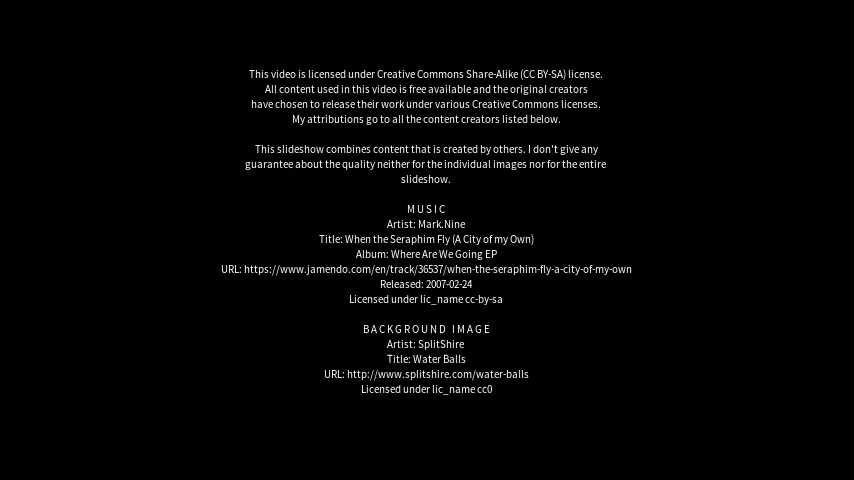 This video is licensed under Creative Commons Share-Alike (CC BY-SA) license.
All content used in this video is free available and the original creators
have chosen to release their work under various Creative Commons licenses.
My attributions go to all the content creators listed below.
This slideshow combines content that is created by others. I don't give any
guarantee about the quality neither for the individual images nor for the entire
slideshow.
MUSIC
Artist: Mark.Nine
Title: When the Seraphim Fly (A City of my Own)
Album: Where Are We Going EP
URL: https://www.jamendo.com/en/track/36537/when-the-seraphim-fly-a-city-of-my-own
Released: 2007-02-24
Licensed under lic_name cc-by-sa
BACKGROUND IMAGE
Artist: SplitShire
Title: Water Balls
URL: http://www.splitshire.com/water-balls
Licensed under lic_name cc0